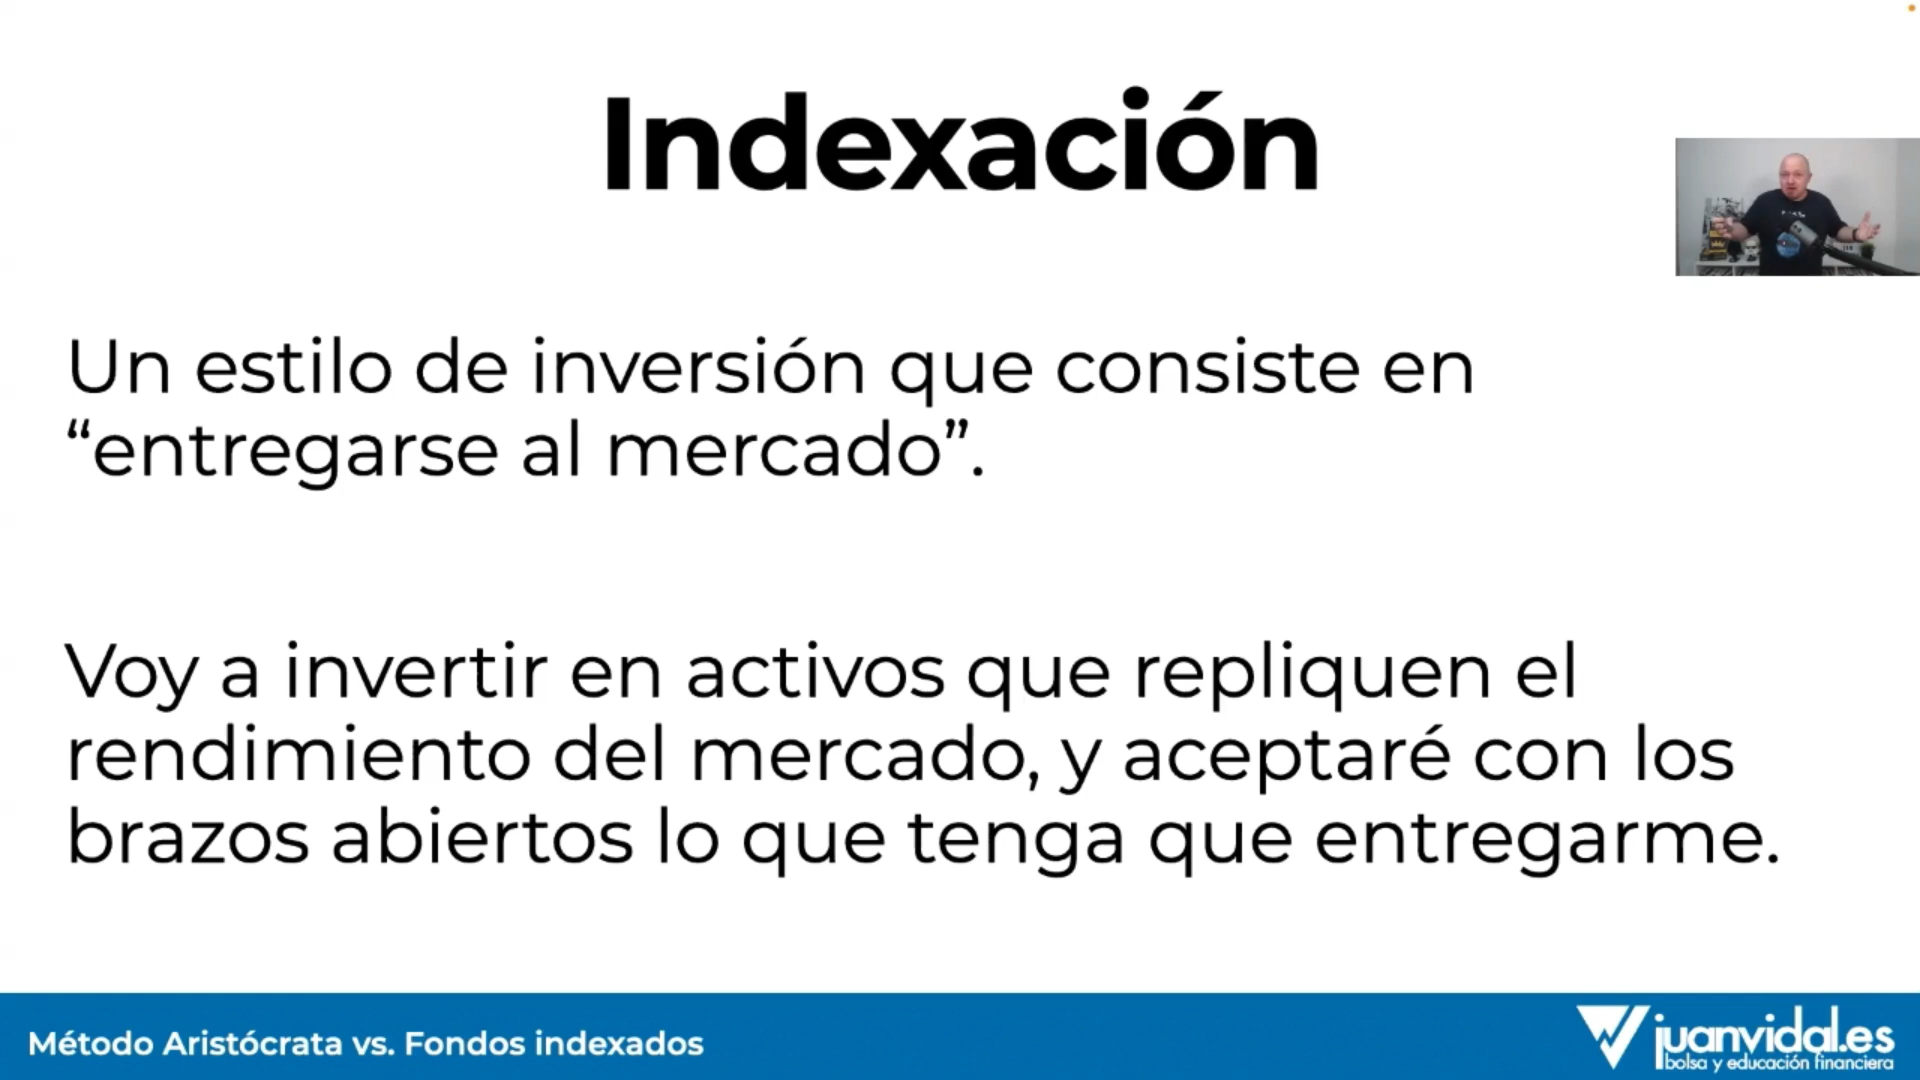 Indexación
Un estilo de inversión que consiste en
“entregarse al mercado”.
Voy a invertir en activos que repliquen el
rendimiento del mercado, y aceptaré con los
brazos abiertos lo que tenga que entregarme.
Método Aristócrata vs. Fondos indexados
juanvidal.es
bolsa y educación financiera